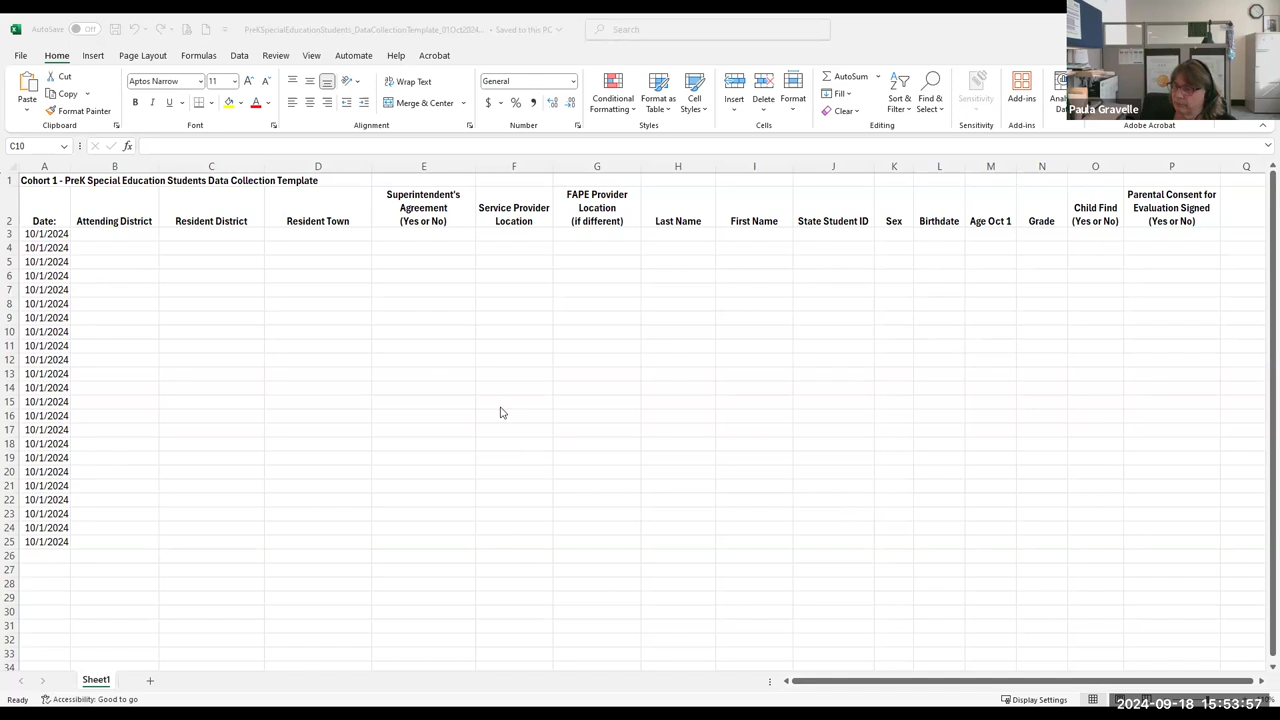 AutoSave Off PreKSpecialEducationStudents_DataCollectionTemplate_01Oct2024... • Saved to this PC Search
File Home Insert Page Layout Formulas Data Review View Automate Help Acrobat
Paste Cut Copy Format Painter Clipboard
Aptos Narrow 11 B I U A Font
Wrap Text Merge & Center Alignment
General $ % Number
Conditional Formatting Format as Table Cell Styles Styles
Insert Delete Format Cells
AutoSum Fill Clear Sort & Filter Find & Select Editing
Sensitivity Sensitivity
Add-ins Add-ins
Adobe Acrobat
Paula Gravelle
C10 fx
A B C D E F G H I J K L M N O P Q
1 Cohort 1 - PreK Special Education Students Data Collection Template
2 Date: Attending District Resident District Resident Town Superintendent's Agreement (Yes or No) Service Provider Location FAPE Provider Location (if different) Last Name First Name State Student ID Sex Birthdate Age Oct 1 Grade Child Find (Yes or No) Parental Consent for Evaluation Signed (Yes or No)
3 10/1/2024
4 10/1/2024
5 10/1/2024
6 10/1/2024
7 10/1/2024
8 10/1/2024
9 10/1/2024
10 10/1/2024
11 10/1/2024
12 10/1/2024
13 10/1/2024
14 10/1/2024
15 10/1/2024
16 10/1/2024
17 10/1/2024
18 10/1/2024
19 10/1/2024
20 10/1/2024
21 10/1/2024
22 10/1/2024
23 10/1/2024
24 10/1/2024
25 10/1/2024
26
27
28
29
30
31
32
33
34
Sheet1
Ready Accessibility: Good to go Display Settings
2024-09-18 15:53:57